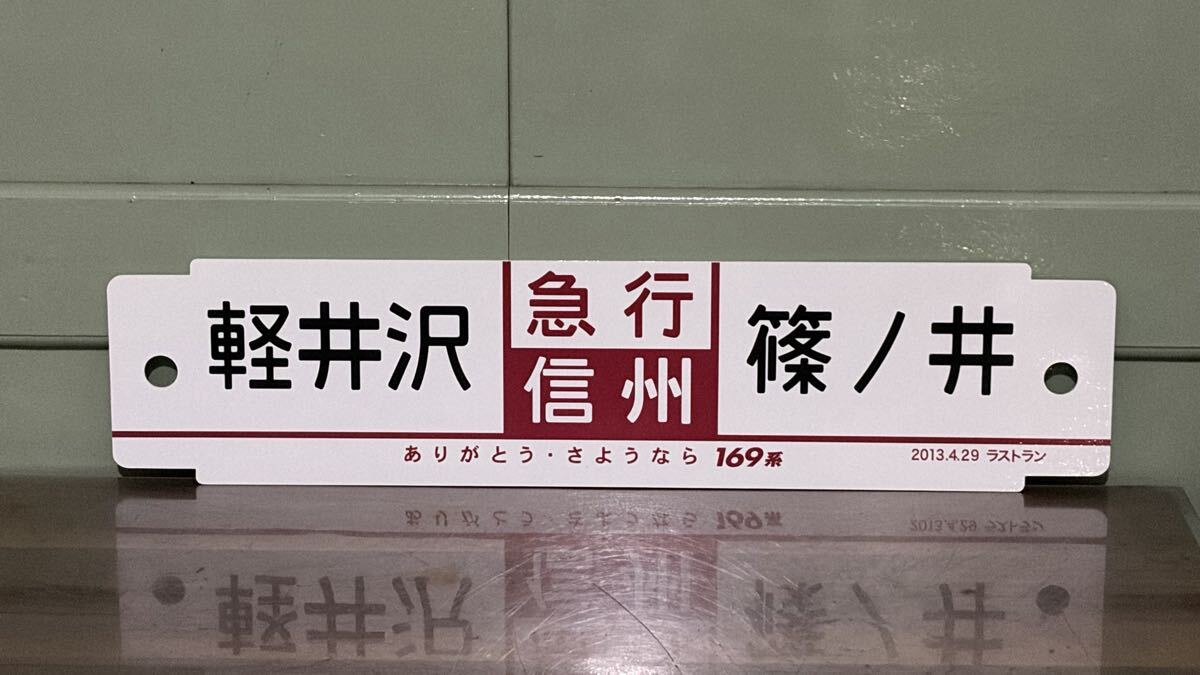 軽井沢
急行
信州
篠ノ井
ありがとう・さようなら 169系
2013.4.29 ラストラン